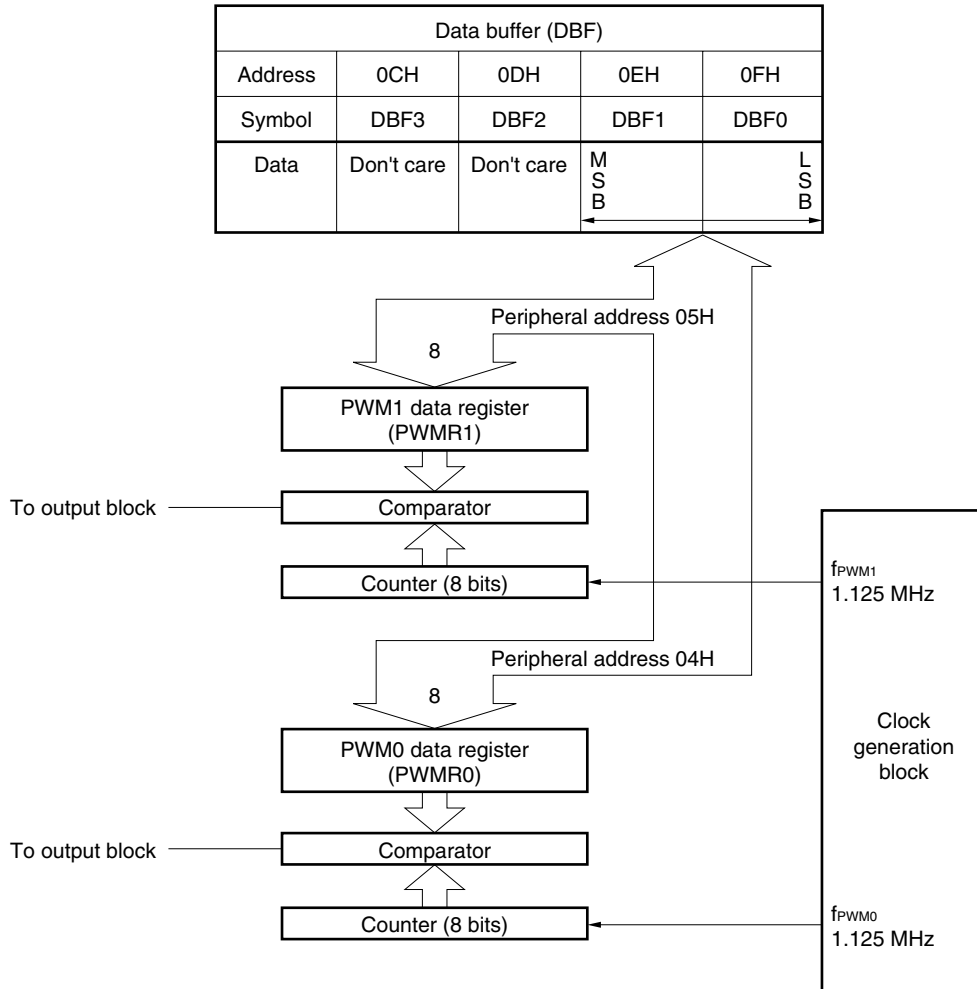 Data buffer (DBF)
Address 0CH 0DH 0EH 0FH
Symbol DBF3 DBF2 DBF1 DBF0
Data Don't care Don't care MSB LSB
Peripheral address 05H
8
PWM1 data register
(PWMR1)
To output block
Comparator
Counter (8 bits)
fPWM1
1.125 MHz
Peripheral address 04H
8
PWM0 data register
(PWMR0)
Clock
generation
block
To output block
Comparator
Counter (8 bits)
fPWM0
1.125 MHz